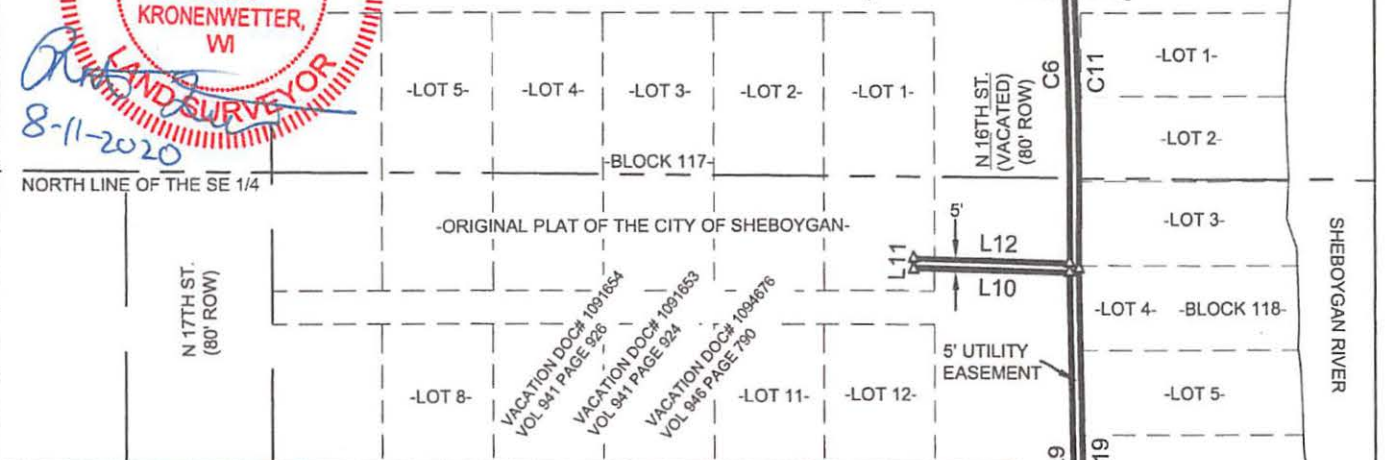 KRONENWETTER,
WI
LAND SURVEYOR
8-11-2020
-LOT 5-
-LOT 4-
-LOT 3-
-LOT 2-
-LOT 1-
N 16TH ST.
(VACATED)
(80' ROW)
C6
C11
-LOT 1-
-LOT 2-
-BLOCK 117-
NORTH LINE OF THE SE 1/4
-ORIGINAL PLAT OF THE CITY OF SHEBOYGAN-
-LOT 3-
5'
L11
L12
L10
SHEBOYGAN RIVER
N 17TH ST.
(80' ROW)
VACATION DOC# 1091654
VOL 941 PAGE 926
VACATION DOC# 1091653
VOL 941 PAGE 924
VACATION DOC# 1094676
VOL 946 PAGE 790
-LOT 4-
-BLOCK 118-
5' UTILITY
EASEMENT
-LOT 8-
-LOT 11-
-LOT 12-
-LOT 5-
19